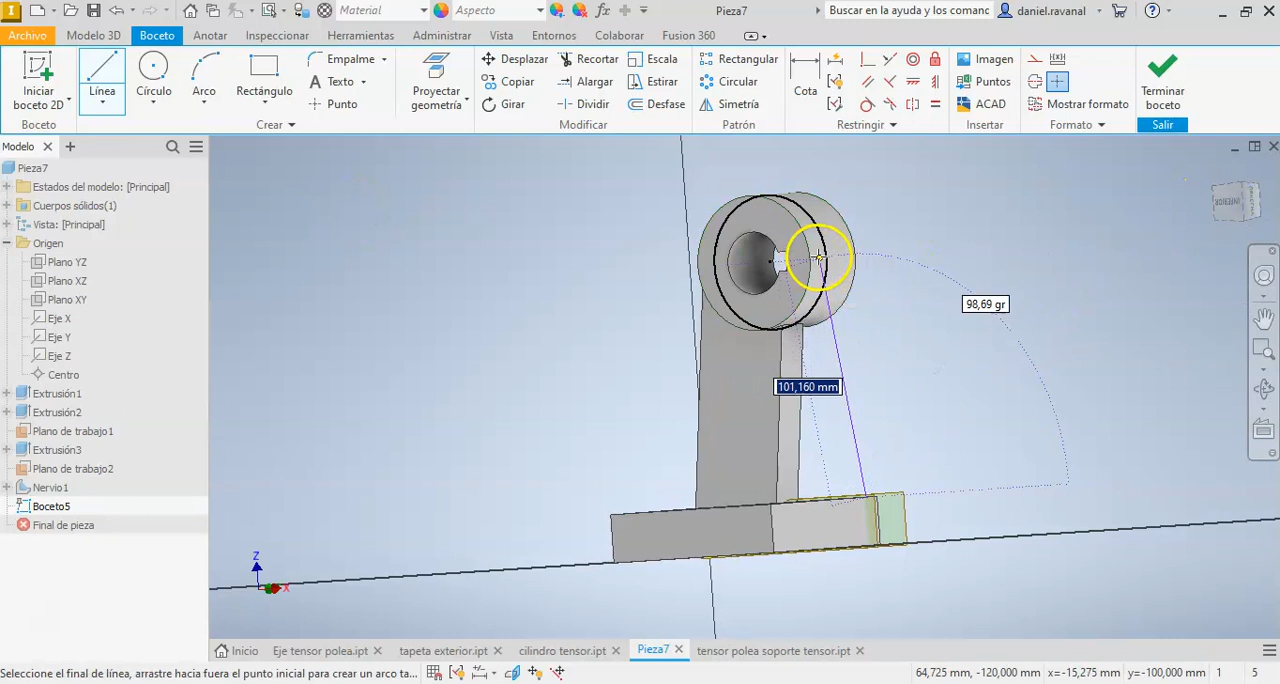 Material
Aspecto
Pieza7
Buscar en la ayuda y los comanc
daniel.ravanal
Archivo
Modelo 3D
Boceto
Anotar
Inspeccionar
Herramientas
Administrar
Vista
Entornos
Colaborar
Fusion 360
Iniciar
boceto 2D
Línea
Círculo
Arco
Rectángulo
Empalme
Texto
Punto
Proyectar
geometría
Desplazar
Copiar
Girar
Recortar
Alargar
Dividir
Escala
Estirar
Desfase
Rectangular
Circular
Simetría
Cota
Imagen
Puntos
ACAD
Mostrar formato
Terminar
boceto
Boceto
Crear
Modificar
Patrón
Restringir
Insertar
Formato
Salir
Modelo
Pieza7
Estados del modelo: [Principal]
Cuerpos sólidos(1)
Vista: [Principal]
Origen
Plano YZ
Plano XZ
Plano XY
Eje X
Eje Y
Eje Z
Centro
Extrusión1
Extrusión2
Plano de trabajo1
Extrusión3
Plano de trabajo2
Nervio1
Boceto5
Final de pieza
INFERIOR
98,69 gr
101,160 mm
Z
X
Inicio
Eje tensor polea.ipt
tapeta exterior.ipt
cilindro tensor.ipt
Pieza7
tensor polea soporte tensor.ipt
Seleccione el final de línea, arrastre hacia fuera el punto inicial para crear un arco ta...
64,725 mm, -120,000 mm
x=-15,275 mm; y=-100,000 mm
1
5